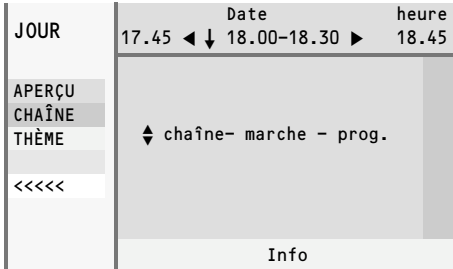 JOUR
Date heure
17.45 ◄ ↓ 18.00-18.30 ► 18.45
APERÇU
CHAÎNE
THÈME
<<<<<
▲▼ chaîne- marche - prog.
Info